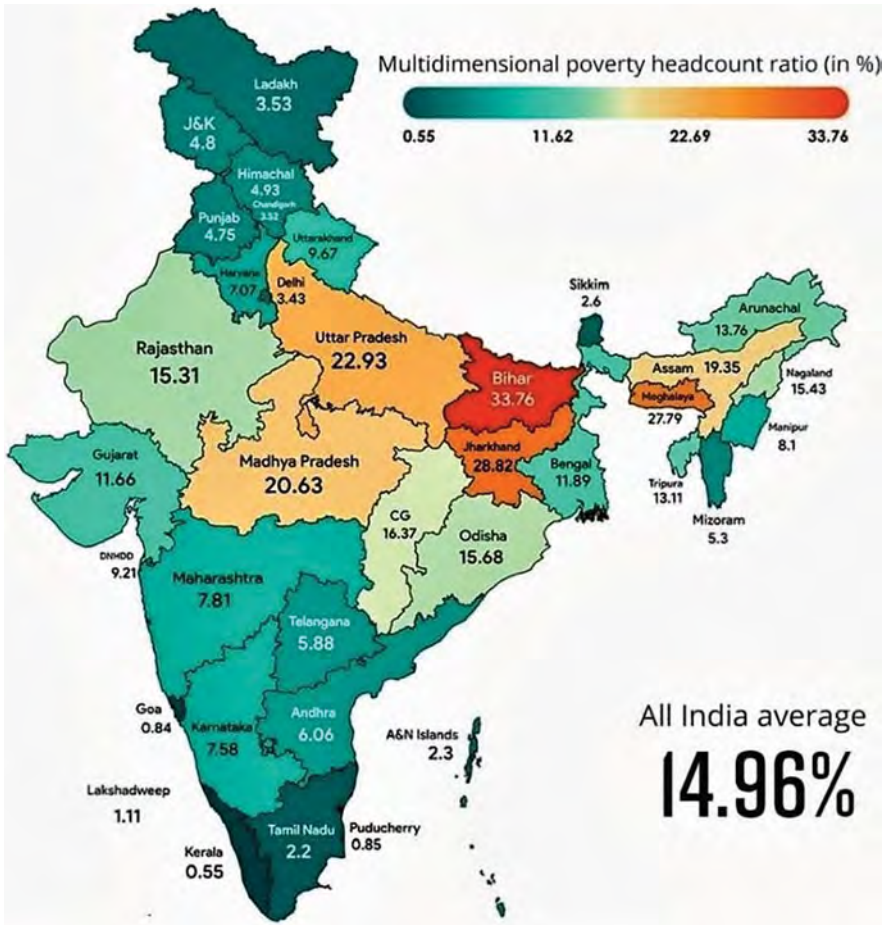 Multidimensional poverty headcount ratio (in %)
0.55 11.62 22.69 33.76
Ladakh
3.53
J&K
4.8
Himachal
4.93
Chandigarh
3.52
Punjab
4.75
Uttarakhand
9.67
Haryana
7.07
Delhi
3.43
Sikkim
2.6
Arunachal
13.76
Rajasthan
15.31
Uttar Pradesh
22.93
Bihar
33.76
Assam 19.35
Nagaland
15.43
Meghalaya
27.79
Manipur
8.1
Tripura
13.11
Mizoram
5.3
Gujarat
11.66
Madhya Pradesh
20.63
Jharkhand
28.82
Bengal
11.89
CG
16.37
Odisha
15.68
DNHDD
9.21
Maharashtra
7.81
Telangana
5.88
Goa
0.84
Karnataka
7.58
Andhra
6.06
A&N Islands
2.3
All India average
14.96%
Lakshadweep
1.11
Kerala
0.55
Tamil Nadu
2.2
Puducherry
0.85